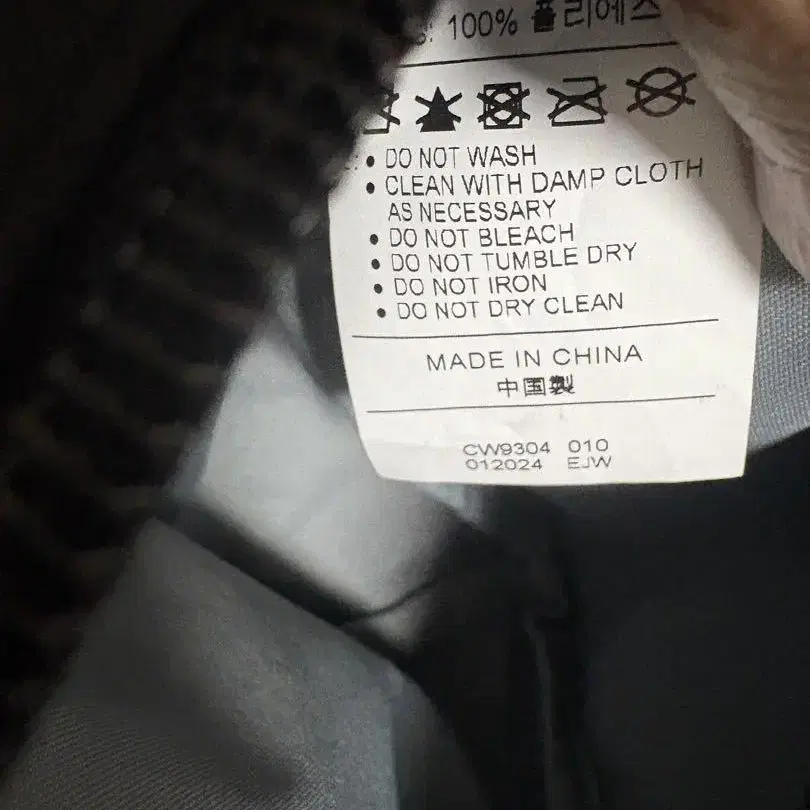 100% 폴리에스
• DO NOT WASH
• CLEAN WITH DAMP CLOTH
AS NECESSARY
• DO NOT BLEACH
• DO NOT TUMBLE DRY
• DO NOT IRON
• DO NOT DRY CLEAN
MADE IN CHINA
中国製
CW9304 010
012024 EJW